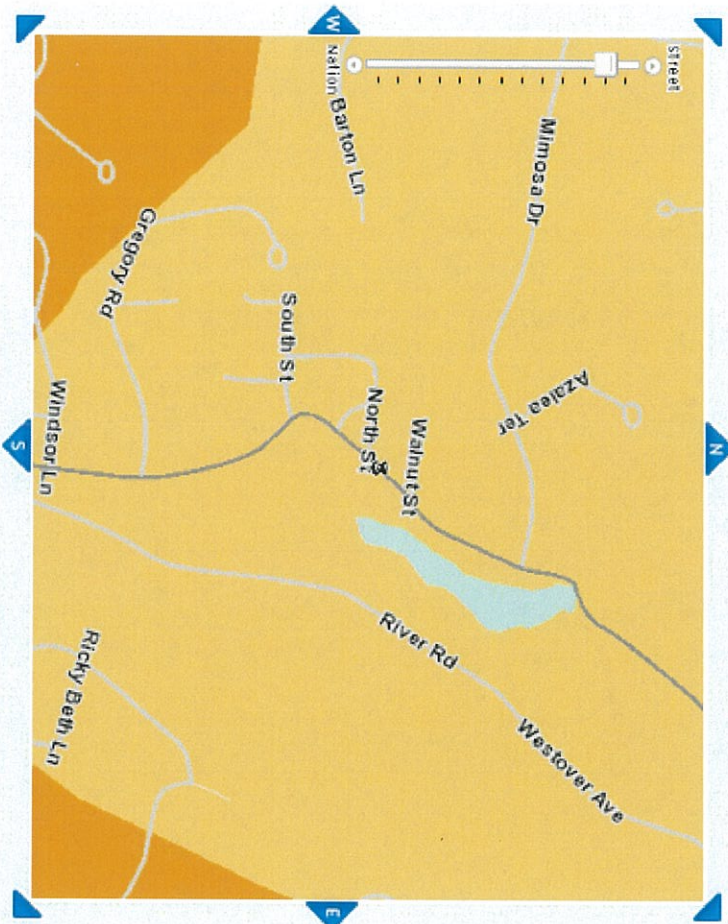 N
Street
Mimosa Dr
Azalea Ter
Westover Ave
Walnut St
North St
River Rd
W
Nation
Barton Ln
E
South St
Gregory Rd
Ricky Beth Ln
Windsor Ln
S